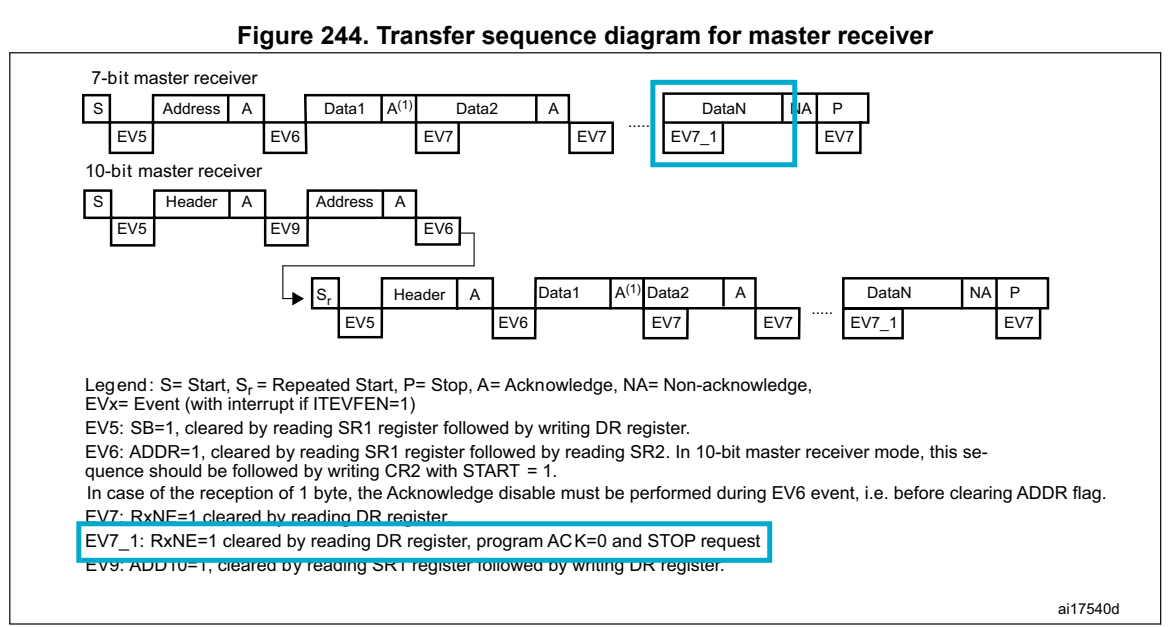 Figure 244. Transfer sequence diagram for master receiver
7-bit master receiver
S Address A Data1 A(1) Data2 A ..... DataN NA P
EV5 EV6 EV7 EV7 EV7_1 EV7
10-bit master receiver
S Header A Address A
EV5 EV9 EV6
Sr Header A Data1 A(1) Data2 A ..... DataN NA P
EV5 EV6 EV7 EV7 EV7_1 EV7
Legend: S= Start, Sr = Repeated Start, P= Stop, A= Acknowledge, NA= Non-acknowledge,
EVx= Event (with interrupt if ITEVFEN=1)
EV5: SB=1, cleared by reading SR1 register followed by writing DR register.
EV6: ADDR=1, cleared by reading SR1 register followed by reading SR2. In 10-bit master receiver mode, this se-
quence should be followed by writing CR2 with START = 1.
In case of the reception of 1 byte, the Acknowledge disable must be performed during EV6 event, i.e. before clearing ADDR flag.
EV7: RxNE=1 cleared by reading DR register.
EV7_1: RxNE=1 cleared by reading DR register, program ACK=0 and STOP request
EV9: ADD10=1, cleared by reading SR1 register followed by writing DR register.
ai17540d